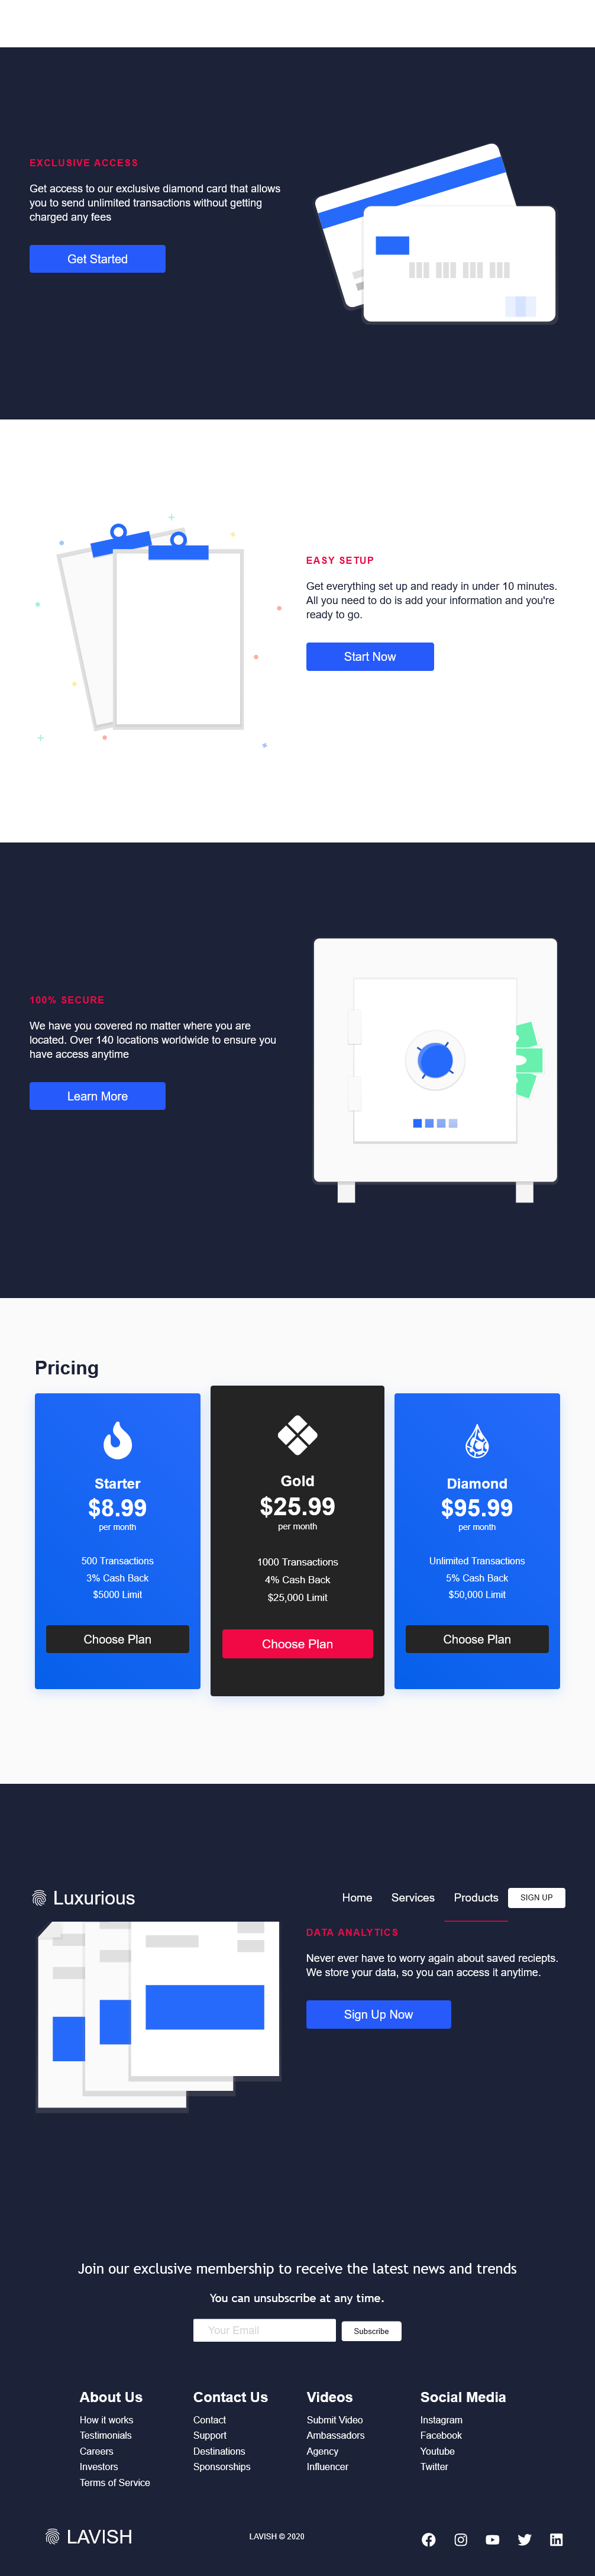 EXCLUSIVE ACCESS
Get access to our exclusive diamond card that allows
you to send unlimited transactions without getting
charged any fees
Get Started
EASY SETUP
Get everything set up and ready in under 10 minutes.
All you need to do is add your information and you're
ready to go.
Start Now
100% SECURE
We have you covered no matter where you are
located. Over 140 locations worldwide to ensure you
have access anytime
Learn More
Pricing
Starter
$8.99
per month
500 Transactions
3% Cash Back
$5000 Limit
Choose Plan
Gold
$25.99
per month
1000 Transactions
4% Cash Back
$25,000 Limit
Choose Plan
Diamond
$95.99
per month
Unlimited Transactions
5% Cash Back
$50,000 Limit
Choose Plan
Luxurious
Home Services Products SIGN UP
DATA ANALYTICS
Never ever have to worry again about saved reciepts.
We store your data, so you can access it anytime.
Sign Up Now
Join our exclusive membership to receive the latest news and trends
You can unsubscribe at any time.
Your Email
Subscribe
About Us
How it works
Testimonials
Careers
Investors
Terms of Service
Contact Us
Contact
Support
Destinations
Sponsorships
Videos
Submit Video
Ambassadors
Agency
Influencer
Social Media
Instagram
Facebook
Youtube
Twitter
LAVISH
LAVISH © 2020